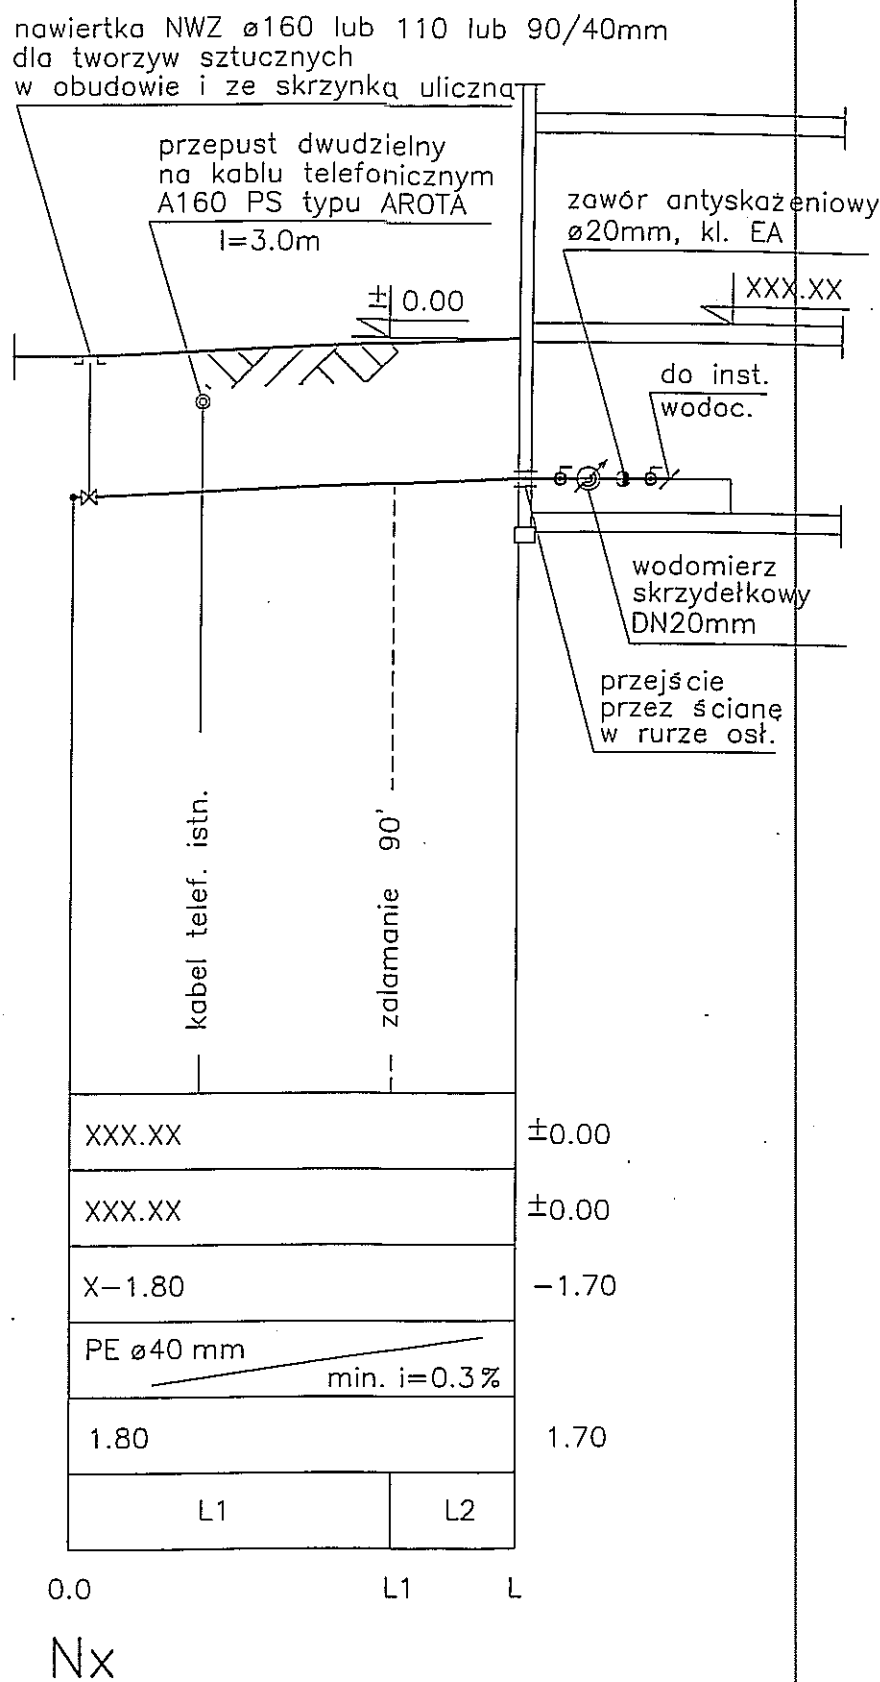 nawiertka NWZ ø160 lub 110 lub 90/40mm
dla tworzyw sztucznych
w obudowie i ze skrzynką uliczną
przepust dwudzielny
na kablu telefonicznym
A160 PS typu AROTA
l=3.0m
zawór antyskażeniowy
ø20mm, kl. EA
± 0.00
XXX.XX
do inst.
wodoc.
wodomierz
skrzydełkowy
DN20mm
przejście
przez ścianę
w rurze osł.
kabel telef. istn.
zalamanie 90'
XXX.XX ±0.00
XXX.XX ±0.00
X-1.80 -1.70
PE ø40 mm
min. i=0.3%
1.80 1.70
L1 L2
0.0 L1 L
Nx